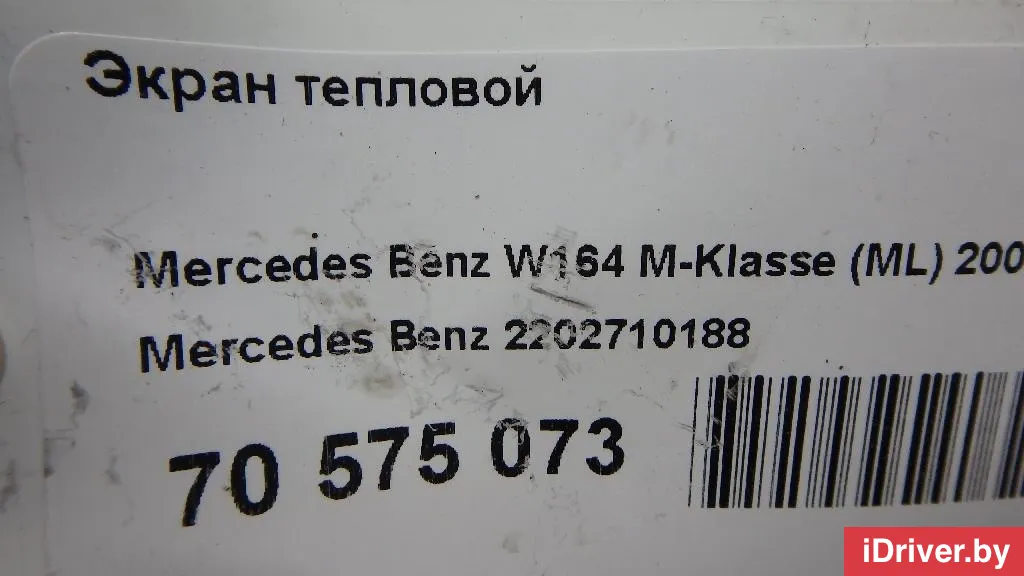 Экран тепловой
Mercedes Benz W164 M-Klasse (ML) 200
Mercedes Benz 2202710188
70 575 073
iDriver.by